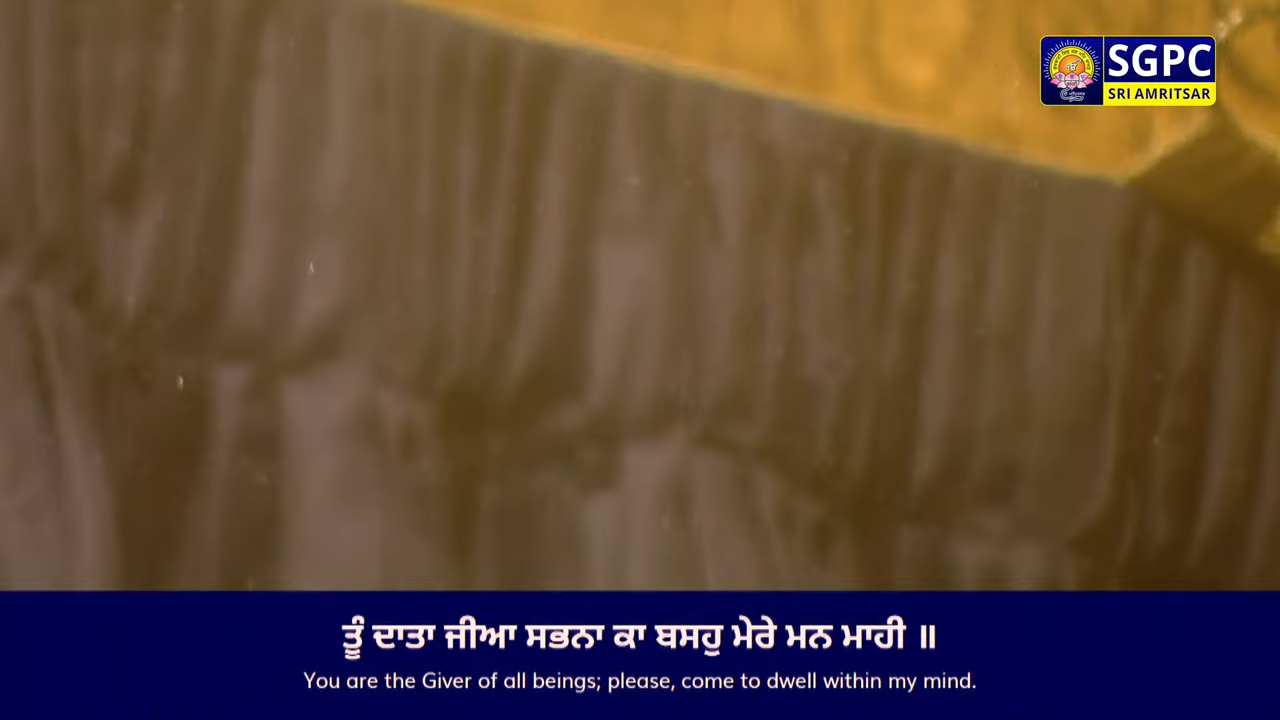 SGPC
SRI AMRITSAR
ਤੂੰ ਦਾਤਾ ਜੀਆ ਸਭਨਾ ਕਾ ਬਸਹੁ ਮੇਰੇ ਮਨ ਮਾਹੀ ॥
You are the Giver of all beings; please, come to dwell within my mind.